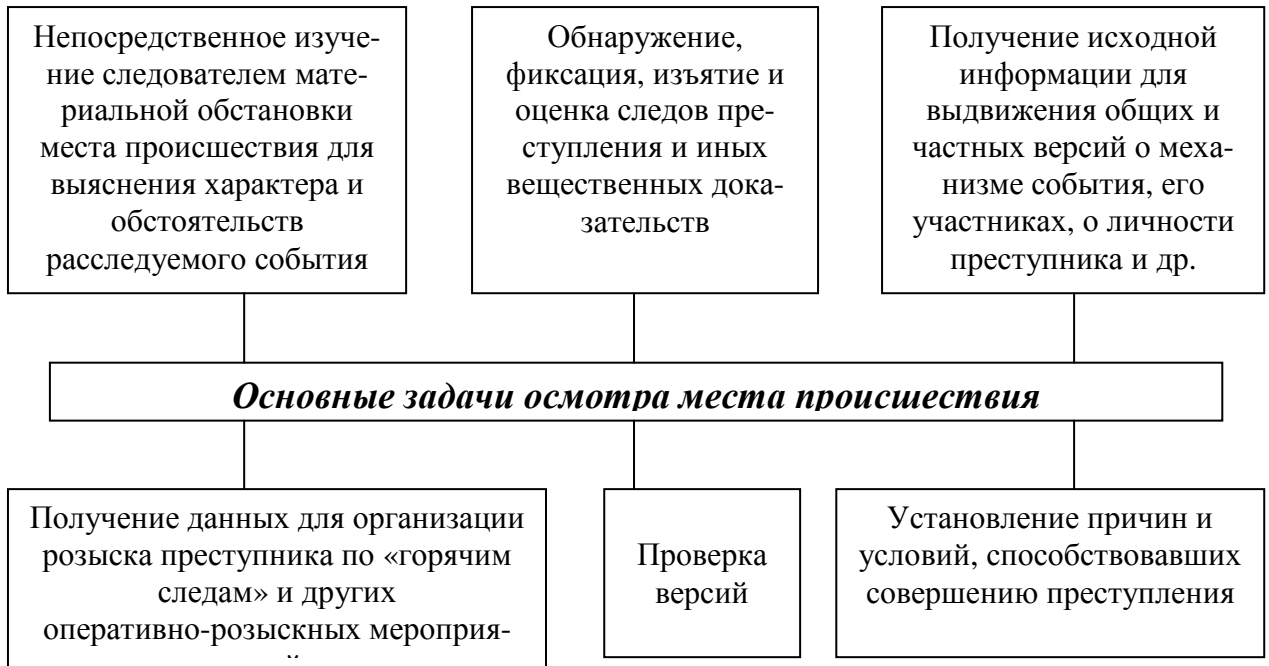 Непосредственное изуче-
ние следователем мате-
риальной обстановки
места происшествия для
выяснения характера и
обстоятельств
расследуемого события
Обнаружение,
фиксация, изъятие и
оценка следов пре-
ступления и иных
вещественных дока-
зательств
Получение исходной
информации для
выдвижения общих и
частных версий о меха-
низме события, его
участниках, о личности
преступника и др.
Основные задачи осмотра места происшествия
Получение данных для организации
розыска преступника по «горячим
следам» и других
оперативно-розыскных мероприя-
Проверка
версий
Установление причин и
условий, способствовавших
совершению преступления